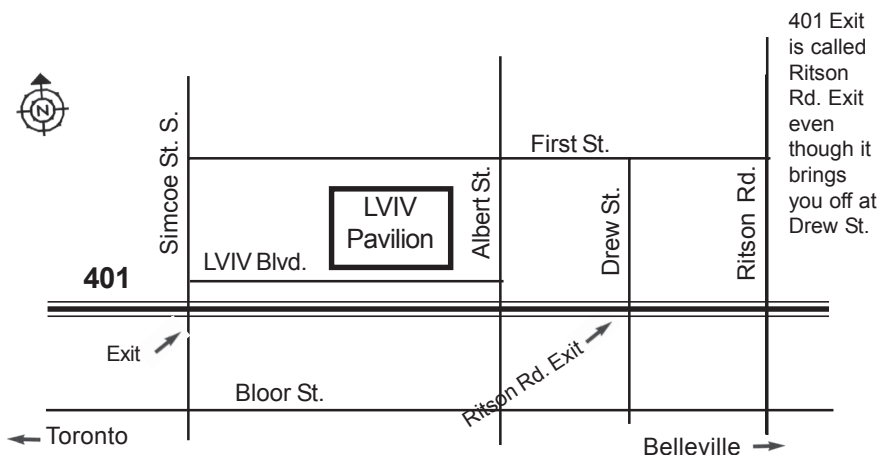 401 Exit
is called
Ritson
Rd. Exit
even
though it
brings
you off at
Drew St.
N
Simcoe St. S.
First St.
LVIV
Pavilion
Albert St.
Drew St.
Ritson Rd.
LVIV Blvd.
401
Exit
Ritson Rd. Exit
Bloor St.
Toronto
Belleville